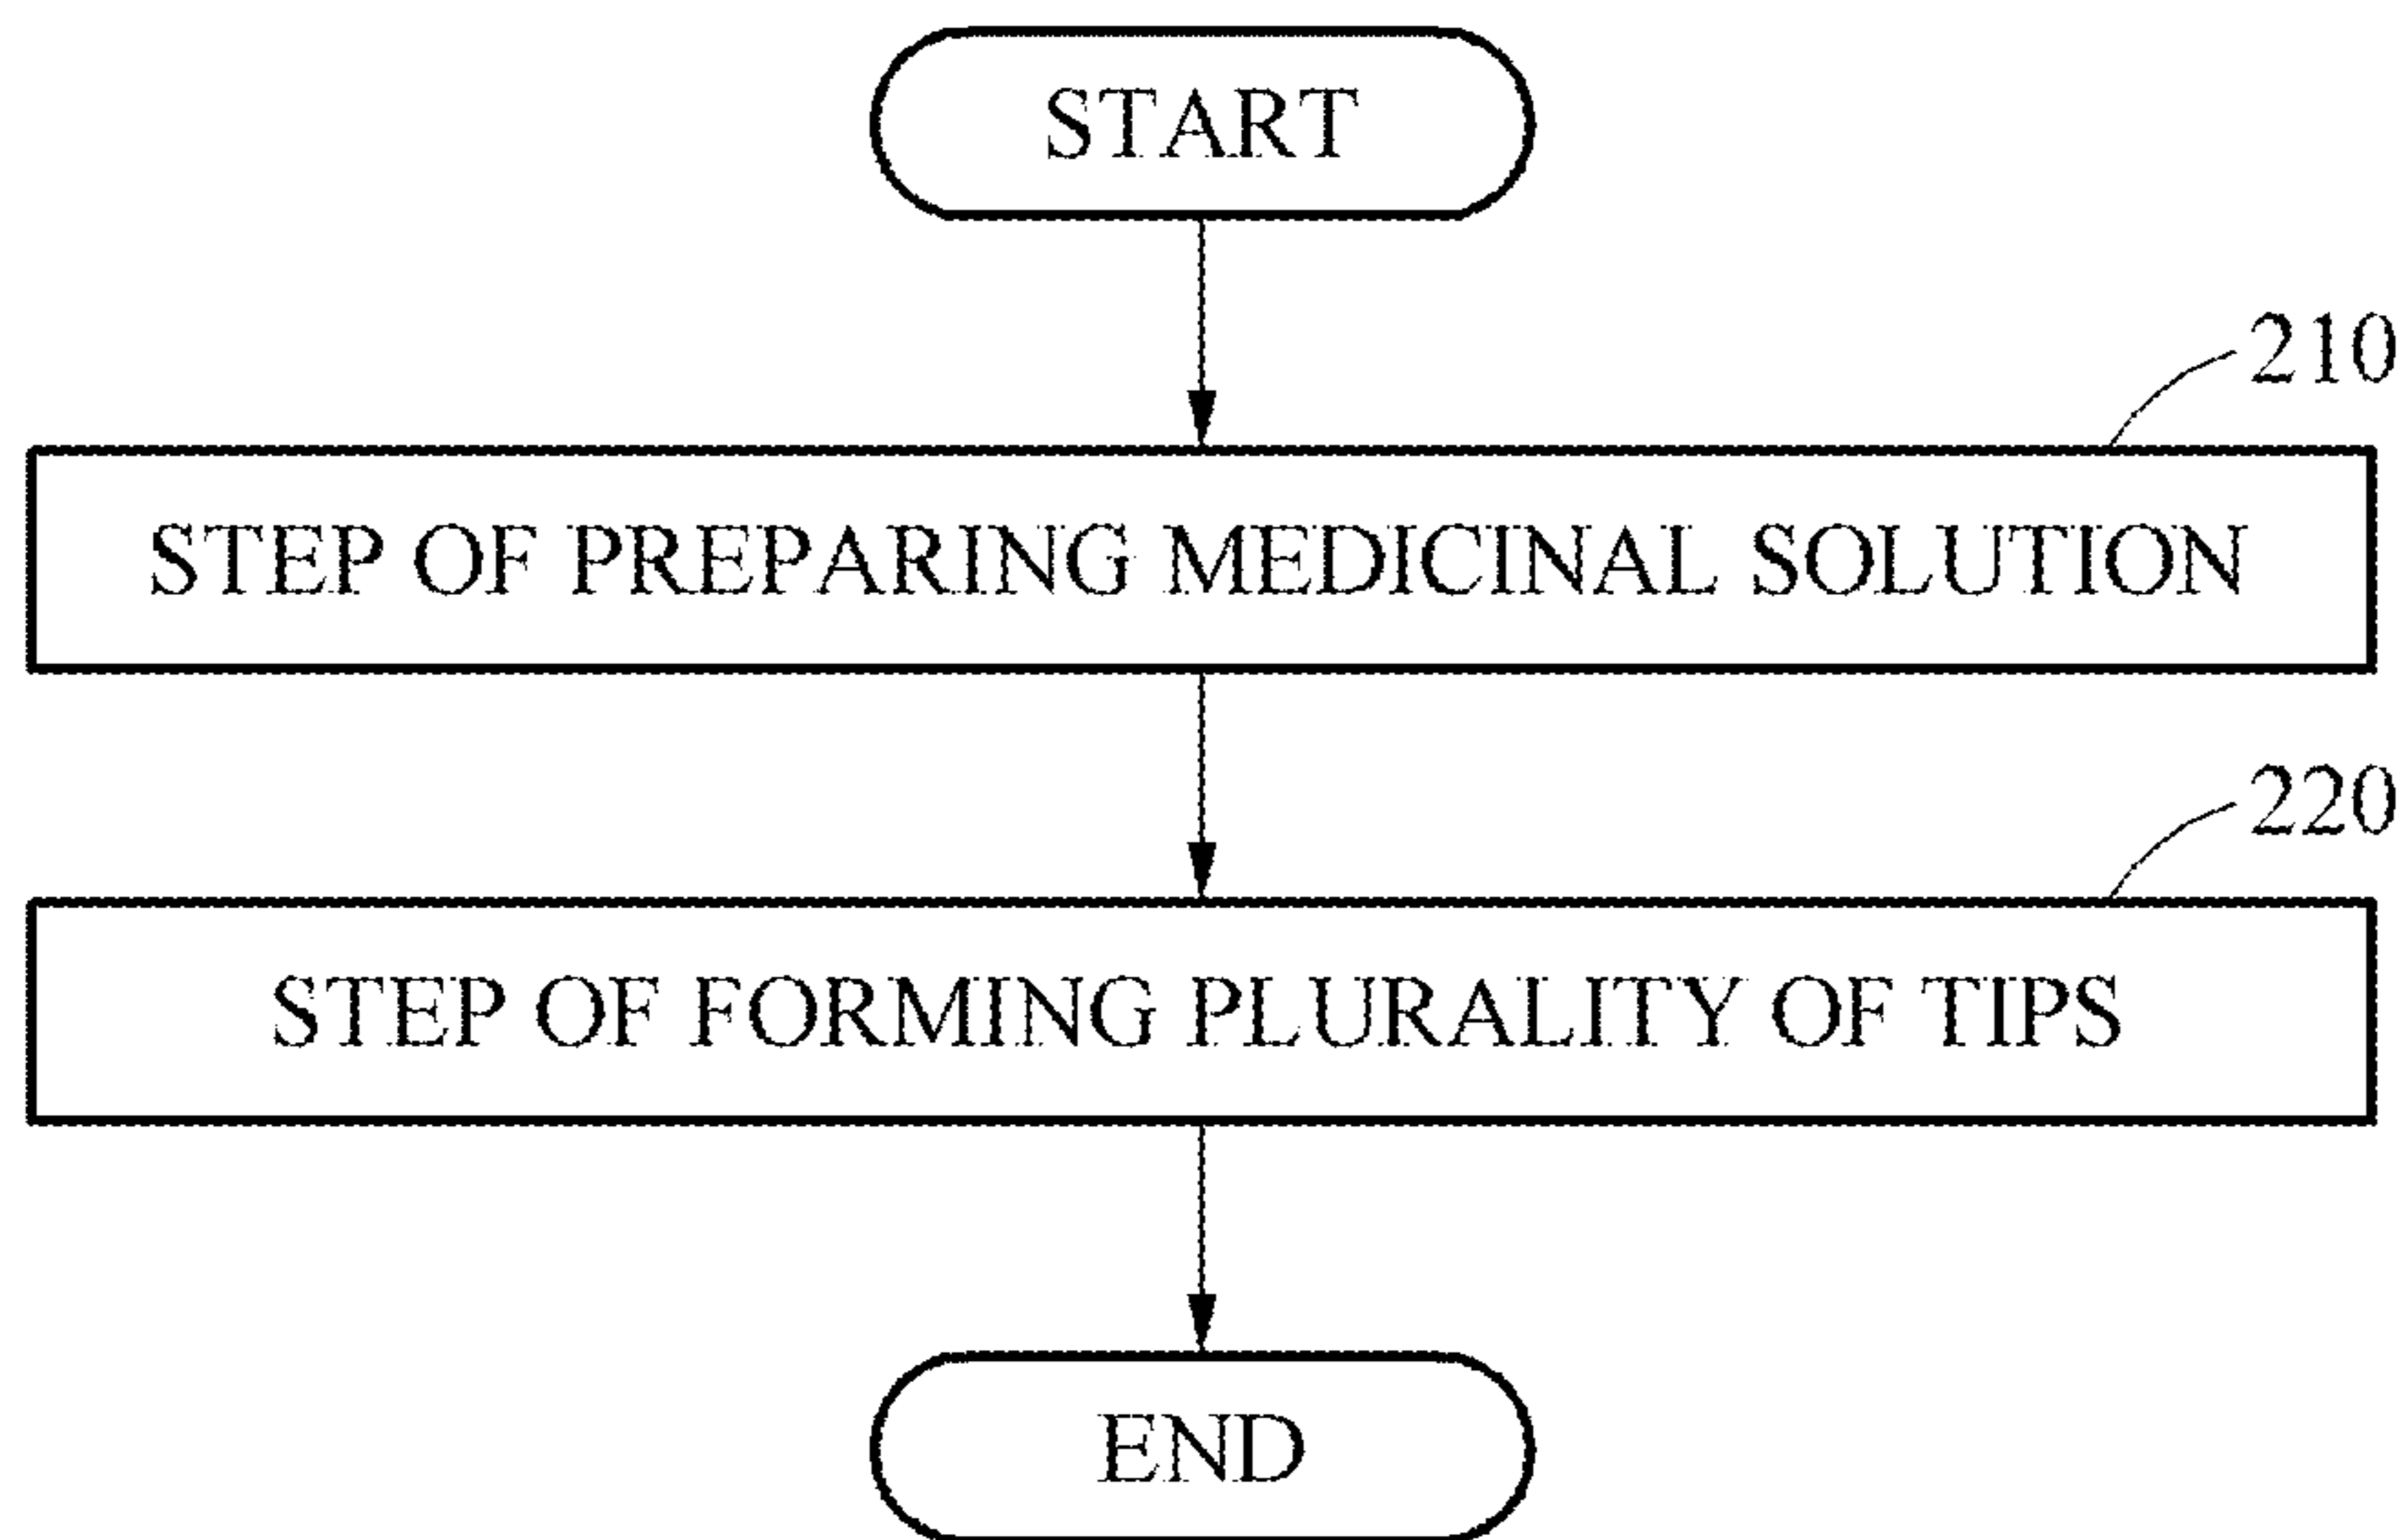 START
210
STEP OF PREPARING MEDICINAL SOLUTION
220
STEP OF FORMING PLURALITY OF TIPS
END